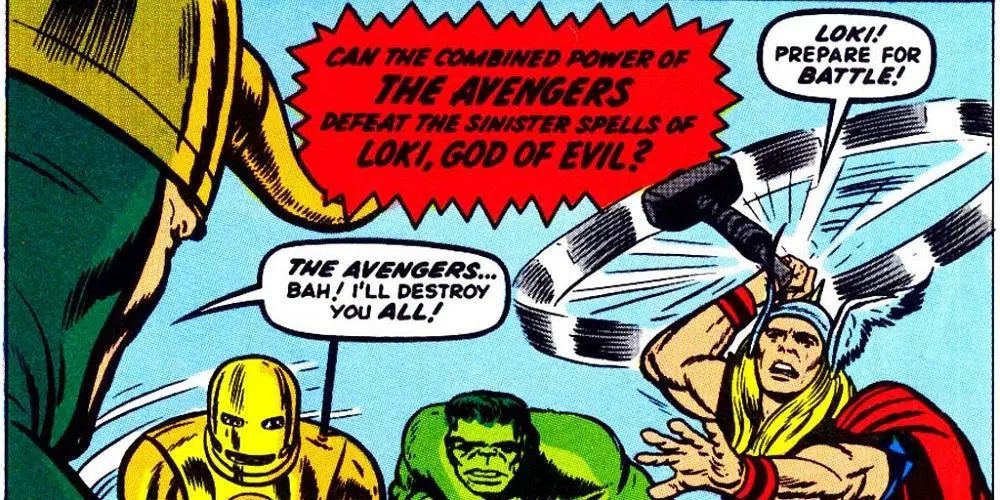 CAN THE COMBINED POWER OF
THE AVENGERS
DEFEAT THE SINISTER SPELLS OF
LOKI, GOD OF EVIL?
LOKI!
PREPARE FOR
BATTLE!
THE AVENGERS...
BAH! I'LL DESTROY
YOU ALL!